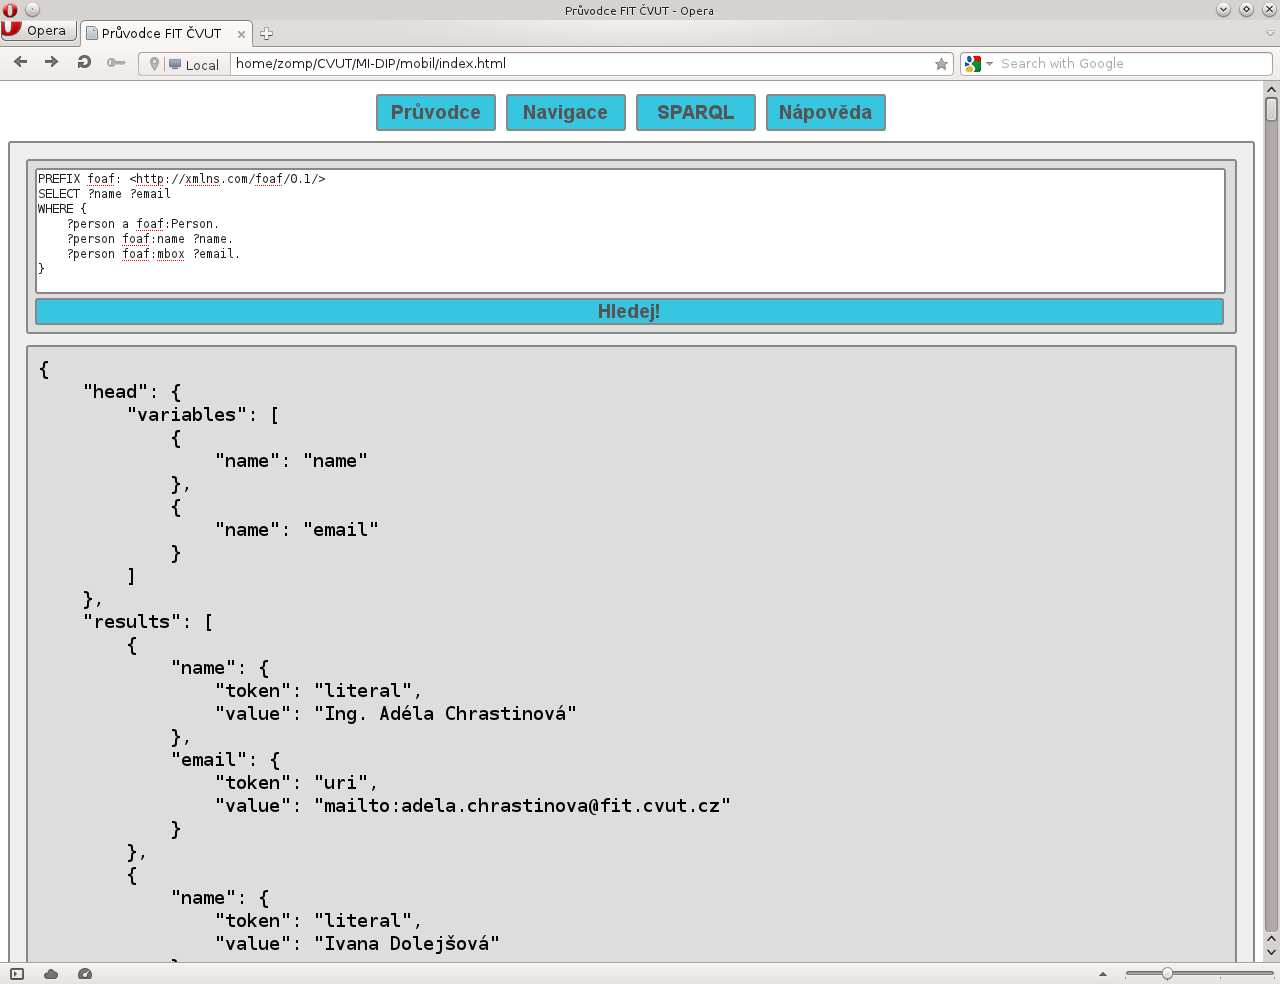 Průvodce FIT ČVUT - Opera
Opera
Průvodce FIT ČVUT
Local
home/zomp/CVUT/MI-DIP/mobil/index.html
Search with Google
Průvodce
Navigace
SPARQL
Nápověda
PREFIX foaf: <http://xmlns.com/foaf/0.1/>
SELECT ?name ?email
WHERE {
    ?person a foaf:Person.
    ?person foaf:name ?name.
    ?person foaf:mbox ?email.
}
Hledej!
{
    "head": {
        "variables": [
            {
                "name": "name"
            },
            {
                "name": "email"
            }
        ]
    },
    "results": [
        {
            "name": {
                "token": "literal",
                "value": "Ing. Adéla Chrastinová"
            },
            "email": {
                "token": "uri",
                "value": "mailto:adela.chrastinova@fit.cvut.cz"
            }
        },
        {
            "name": {
                "token": "literal",
                "value": "Ivana Dolejšová"